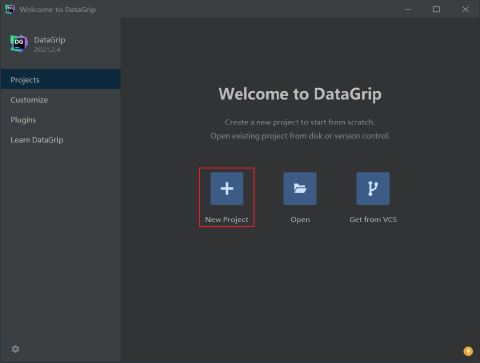 Welcome to DataGrip
DG
DataGrip
2021.2.4
Projects
Customize
Plugins
Learn DataGrip
Welcome to DataGrip
Create a new project to start from scratch.
Open existing project from disk or version control.
New Project
Open
Get from VCS